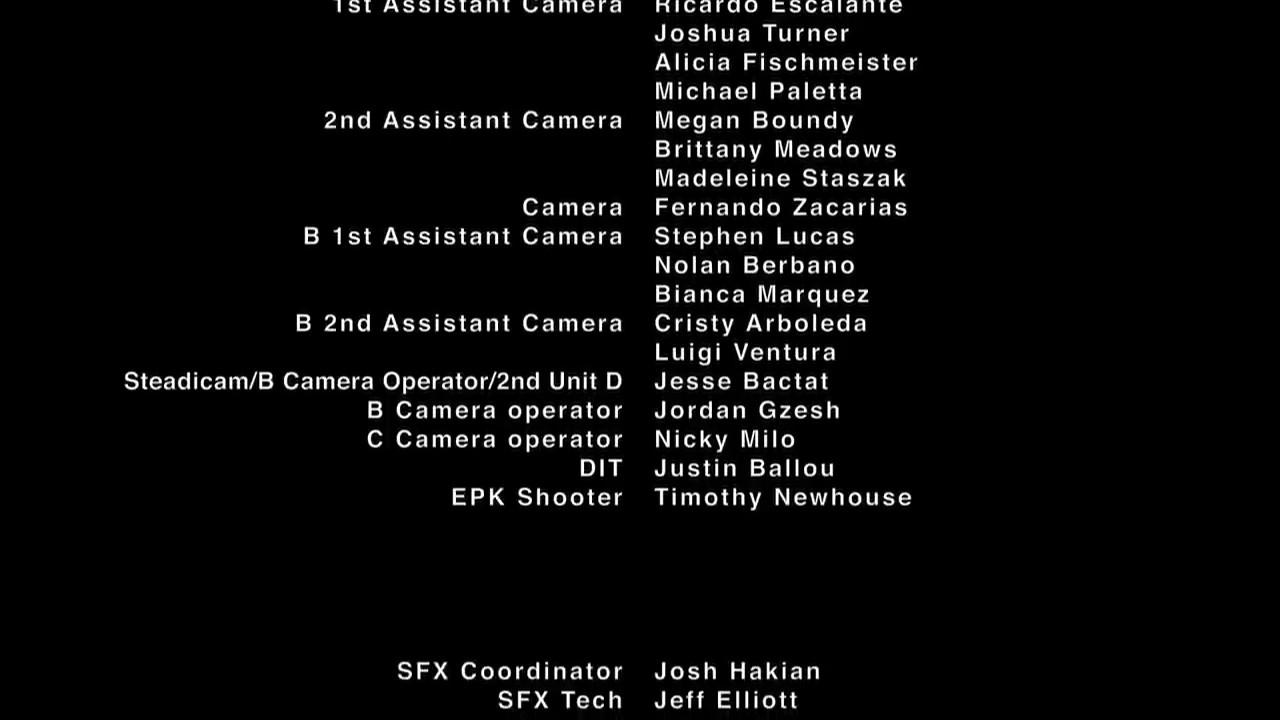 1st Assistant Camera Ricardo Escalante
Joshua Turner
Alicia Fischmeister
Michael Paletta
2nd Assistant Camera Megan Boundy
Brittany Meadows
Madeleine Staszak
Camera Fernando Zacarias
B 1st Assistant Camera Stephen Lucas
Nolan Berbano
Bianca Marquez
B 2nd Assistant Camera Cristy Arboleda
Luigi Ventura
Steadicam/B Camera Operator/2nd Unit D Jesse Bactat
B Camera operator Jordan Gzesh
C Camera operator Nicky Milo
DIT Justin Ballou
EPK Shooter Timothy Newhouse
SFX Coordinator Josh Hakian
SFX Tech Jeff Elliott